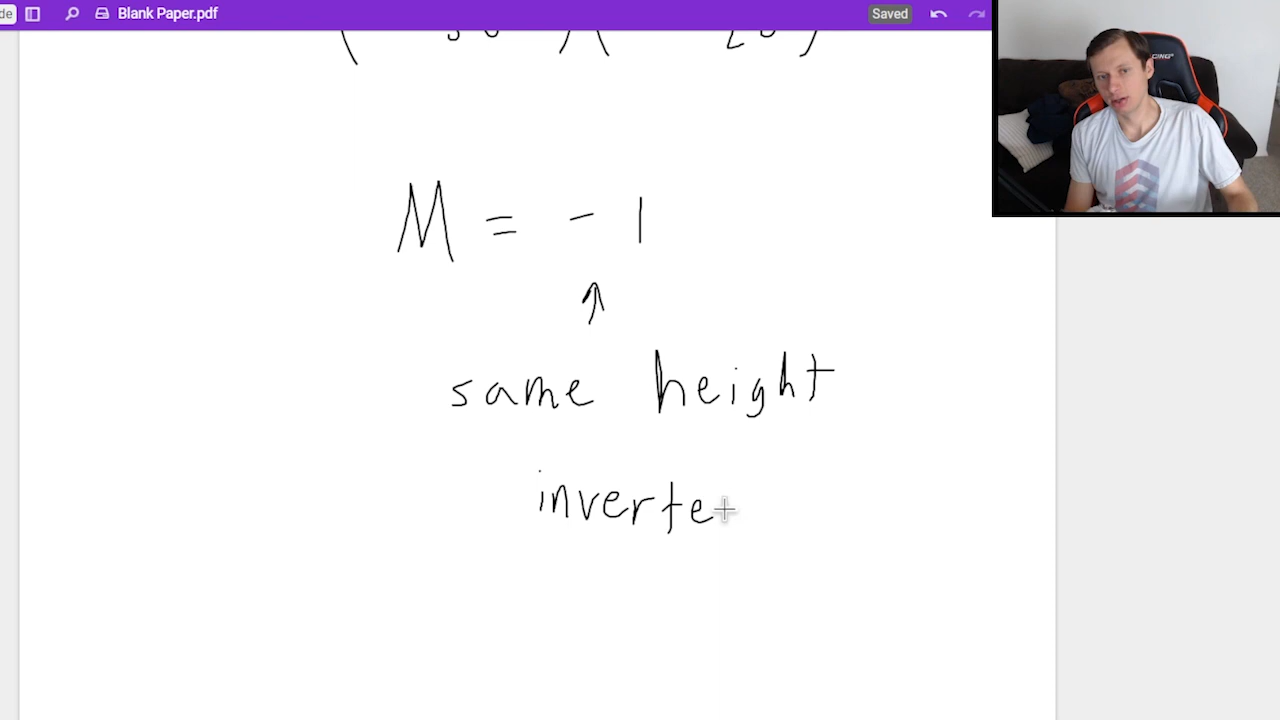 Blank Paper.pdf
Saved
M = - 1
↑
same height
inverte